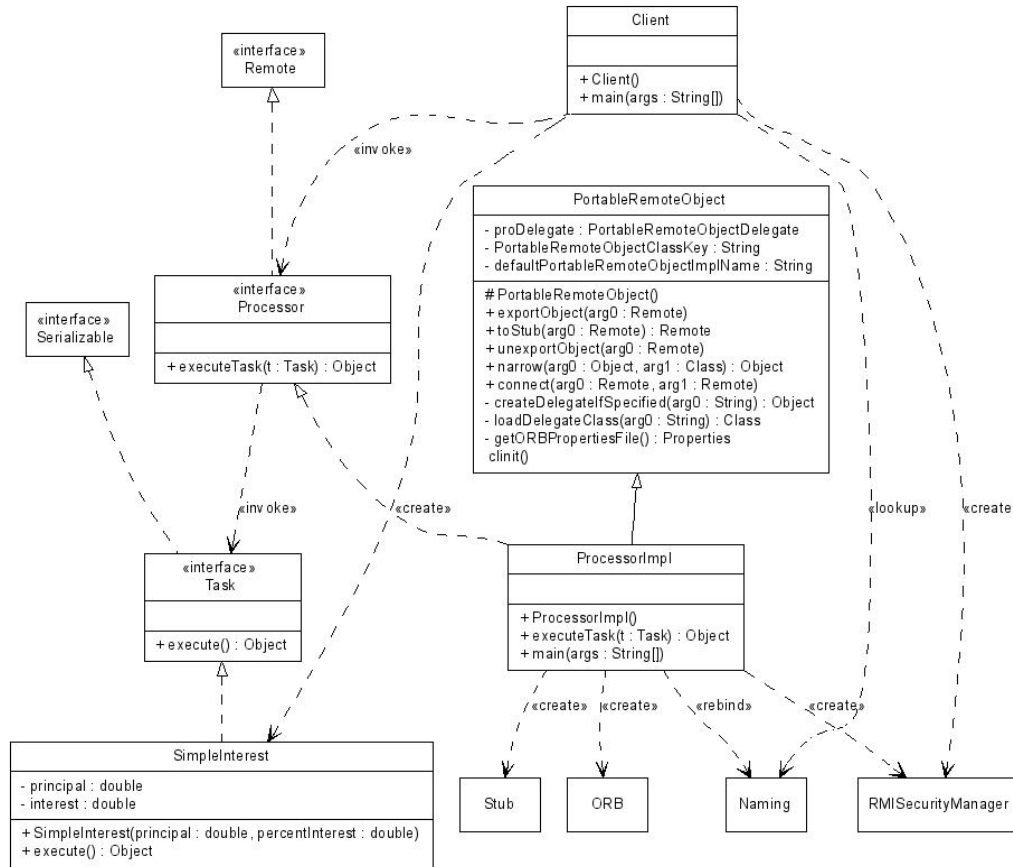 Client
+ Client()
+ main(args : String[])
«interface»
Remote
«invoke»
PortableRemoteObject
- proDelegate : PortableRemoteObjectDelegate
- PortableRemoteObjectClassKey : String
- defaultPortableRemoteObjectImplName : String
# PortableRemoteObject()
+ exportObject(arg0 : Remote)
+ toStub(arg0 : Remote) : Remote
+ unexportObject(arg0 : Remote)
+ narrow(arg0 : Object, arg1 : Class) : Object
+ connect(arg0 : Remote, arg1 : Remote)
- createDelegateIfSpecified(arg0 : String) : Object
- loadDelegateClass(arg0 : String) : Class
- getORBPropertiesFile() : Properties
clinit()
«interface»
Processor
+ executeTask(t : Task) : Object
«interface»
Serializable
«invoke»
«create»
«lookup»
«create»
«interface»
Task
+ execute() : Object
ProcessorImpl
+ ProcessorImpl()
+ executeTask(t : Task) : Object
+ main(args : String[])
«create»
«create»
«rebind»
«create»
SimpleInterest
- principal : double
- interest : double
+ SimpleInterest(principal : double, percentInterest : double)
+ execute() : Object
Stub
ORB
Naming
RMISecurityManager